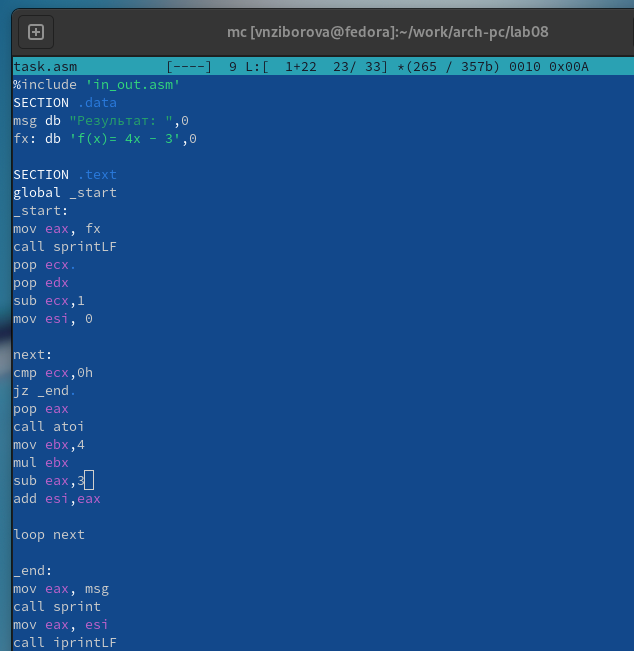 mc [vnziborova@fedora]:~/work/arch-pc/lab08
task.asm [----] 9 L:[ 1+22 23/ 33] *(265 / 357b) 0010 0x00A
%include 'in_out.asm'
SECTION .data
msg db "Результат: ",0
fx: db 'f(x)= 4x - 3',0
SECTION .text
global _start
_start:
mov eax, fx
call sprintLF
pop ecx.
pop edx
sub ecx,1
mov esi, 0
next:
cmp ecx,0h
jz _end.
pop eax
call atoi
mov ebx,4
mul ebx
sub eax,3
add esi,eax
loop next
_end:
mov eax, msg
call sprint
mov eax, esi
call iprintLF